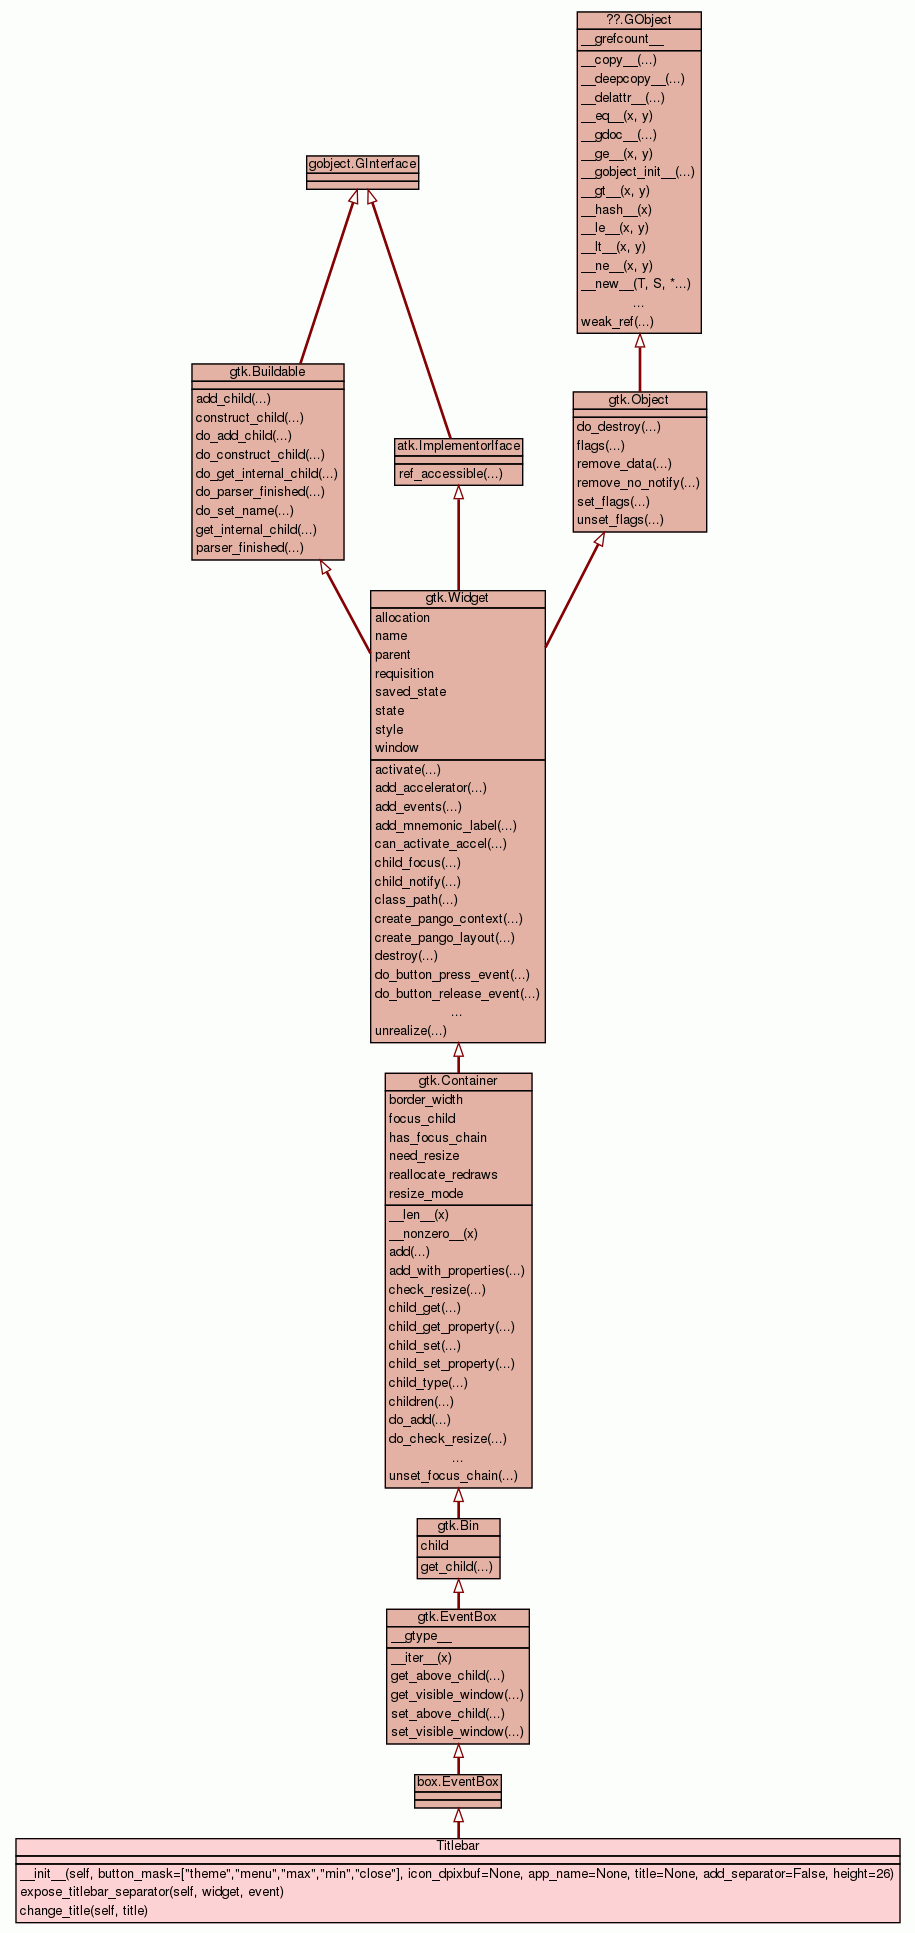 ??.GObject
__grefcount__
__copy__(...)
__deepcopy__(...)
__delattr__(...)
__eq__(x, y)
__gdoc__(...)
__ge__(x, y)
__gobject_init__(...)
__gt__(x, y)
__hash__(x)
__le__(x, y)
__lt__(x, y)
__ne__(x, y)
__new__(T, S, *...)
...
weak_ref(...)
gobject.GInterface
gtk.Buildable
add_child(...)
construct_child(...)
do_add_child(...)
do_construct_child(...)
do_get_internal_child(...)
do_parser_finished(...)
do_set_name(...)
get_internal_child(...)
parser_finished(...)
atk.ImplementorIface
ref_accessible(...)
gtk.Object
do_destroy(...)
flags(...)
remove_data(...)
remove_no_notify(...)
set_flags(...)
unset_flags(...)
gtk.Widget
allocation
name
parent
requisition
saved_state
state
style
window
activate(...)
add_accelerator(...)
add_events(...)
add_mnemonic_label(...)
can_activate_accel(...)
child_focus(...)
child_notify(...)
class_path(...)
create_pango_context(...)
create_pango_layout(...)
destroy(...)
do_button_press_event(...)
do_button_release_event(...)
...
unrealize(...)
gtk.Container
border_width
focus_child
has_focus_chain
need_resize
reallocate_redraws
resize_mode
__len__(x)
__nonzero__(x)
add(...)
add_with_properties(...)
check_resize(...)
child_get(...)
child_get_property(...)
child_set(...)
child_set_property(...)
child_type(...)
children(...)
do_add(...)
do_check_resize(...)
...
unset_focus_chain(...)
gtk.Bin
child
get_child(...)
gtk.EventBox
__gtype__
__iter__(x)
get_above_child(...)
get_visible_window(...)
set_above_child(...)
set_visible_window(...)
box.EventBox
Titlebar
__init__(self, button_mask=["theme","menu","max","min","close"], icon_dpixbuf=None, app_name=None, title=None, add_separator=False, height=26)
expose_titlebar_separator(self, widget, event)
change_title(self, title)